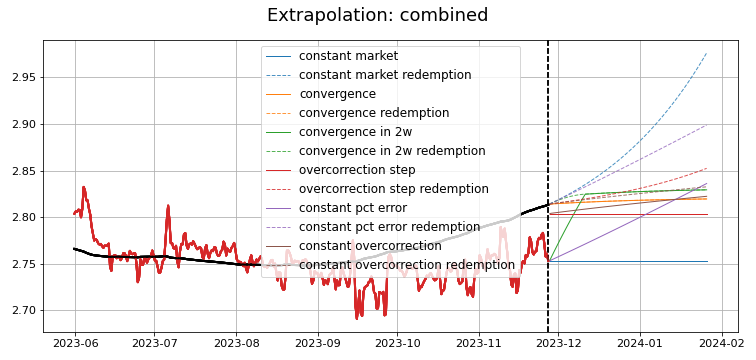 Extrapolation: combined
constant market
constant market redemption
convergence
convergence redemption
convergence in 2w
convergence in 2w redemption
overcorrection step
overcorrection step redemption
constant pct error
constant pct error redemption
constant overcorrection
constant overcorrection redemption
2.95
2.90
2.85
2.80
2.75
2.70
2023-06 2023-07 2023-08 2023-09 2023-10 2023-11 2023-12 2024-01 2024-02